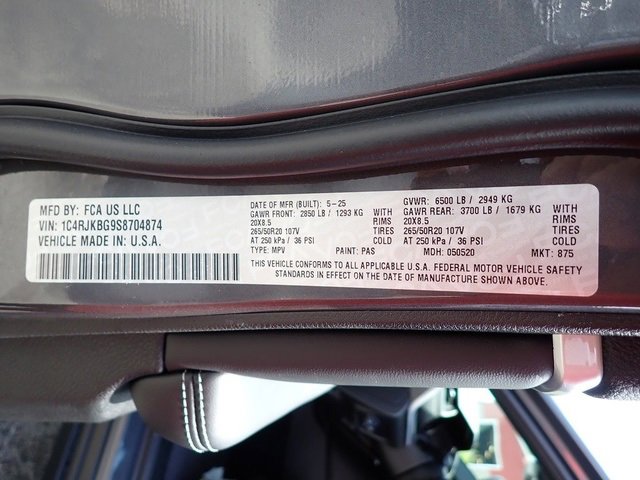 MFD BY: FCA US LLC
VIN: 1C4RJKBG9S8704874
VEHICLE MADE IN U.S.A.
DATE OF MFR (BUILT): 5-25
GAWR FRONT: 2850 LB / 1293 KG WITH
20X8.5 RIMS
265/50R20 107V TIRES
AT 250 kPa / 36 PSI COLD
TYPE: MPV PAINT: PAS
GVWR: 6500 LB / 2949 KG
GAWR REAR: 3700 LB / 1679 KG WITH
20X8.5 RIMS
265/50R20 107V TIRES
AT 250 kPa / 36 PSI COLD
MDH: 050520 MKT: 875
THIS VEHICLE CONFORMS TO ALL APPLICABLE U.S.A. FEDERAL MOTOR VEHICLE SAFETY
STANDARDS IN EFFECT ON THE DATE OF MANUFACTURE SHOWN ABOVE.